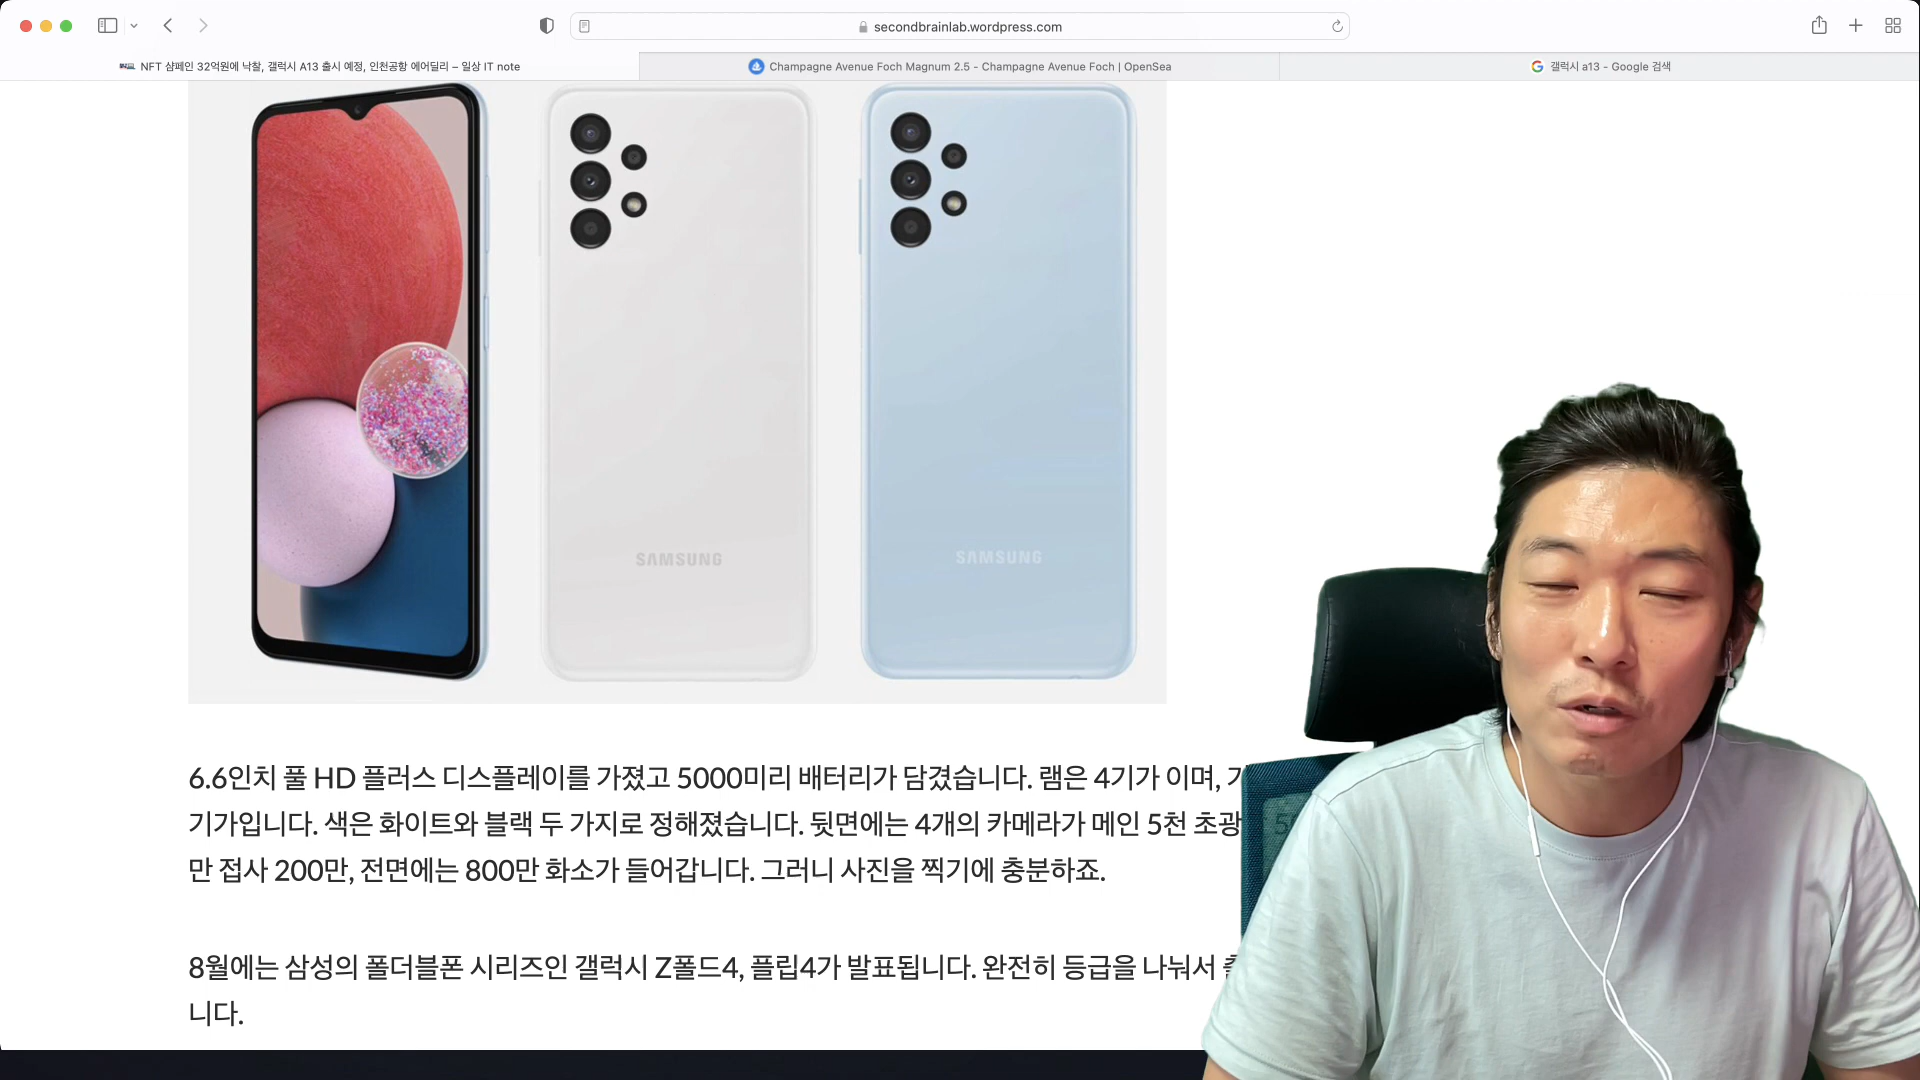 secondbrainlab.wordpress.com
NFT 샴페인 32억원에 낙찰, 갤럭시 A13 출시 예정, 인천공항 에어딜리 – 일상 IT note
Champagne Avenue Foch Magnum 2.5 - Champagne Avenue Foch | OpenSea
갤럭시 a13 - Google 검색
SAMSUNG
SAMSUNG
6.6인치 풀 HD 플러스 디스플레이를 가졌고 5000미리 배터리가 담겼습니다. 램은 4기가 이며,
기가입니다. 색은 화이트와 블랙 두 가지로 정해졌습니다. 뒷면에는 4개의 카메라가 메인 5천 초광
만 접사 200만, 전면에는 800만 화소가 들어갑니다. 그러니 사진을 찍기에 충분하죠.
8월에는 삼성의 폴더블폰 시리즈인 갤럭시 Z폴드4, 플립4가 발표됩니다. 완전히 등급을 나눠서
니다.